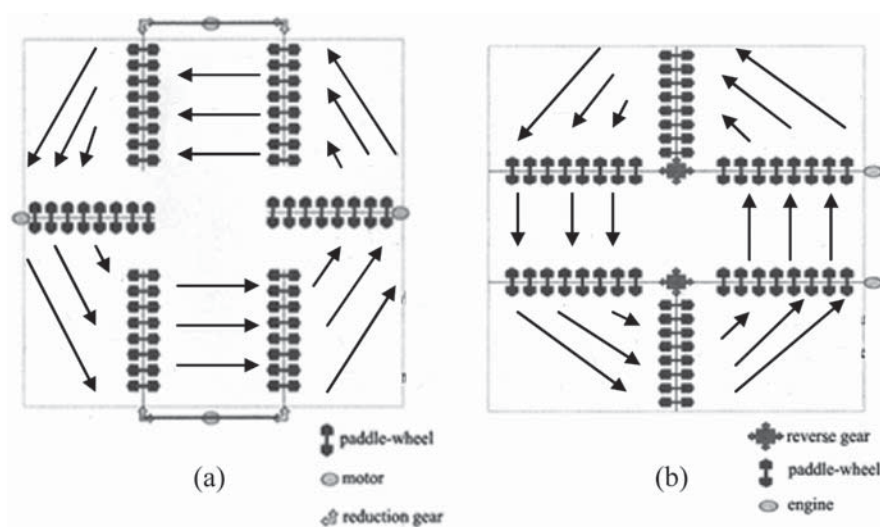 paddle-wheel
motor
reduction gear
(a)
reverse gear
paddle-wheel
engine
(b)